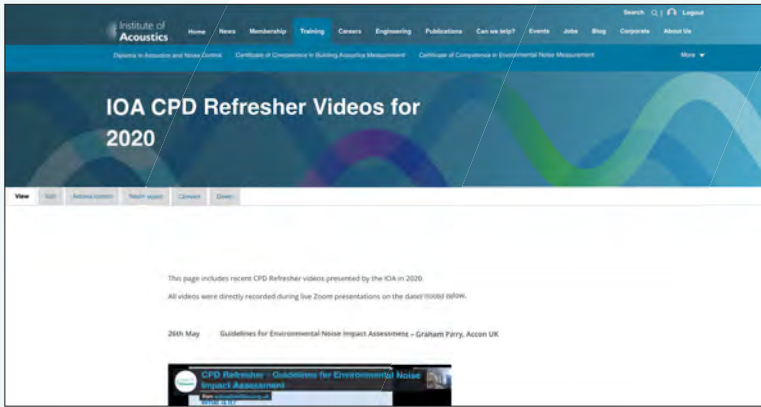 Search Logout
Institute of
Acoustics
Home News Membership Training Careers Engineering Publications Can we help? Events Jobs Blog Corporate About Us
Diploma in Acoustics and Noise Control Certificate of Competence in Building Acoustics Measurement Certificate of Competence in Environmental Noise Measurement More
IOA CPD Refresher Videos for
2020
View Edit Access control
This page includes recent CPD Refresher videos presented by the IOA in 2020.
All videos were directly recorded during live Zoom presentations on the dates noted below.
26th May Guidelines for Environmental Noise Impact Assessment – Graham Parry, Accon UK
CPD Refresher - Guidelines for Environmental Noise
Impact Assessment
from